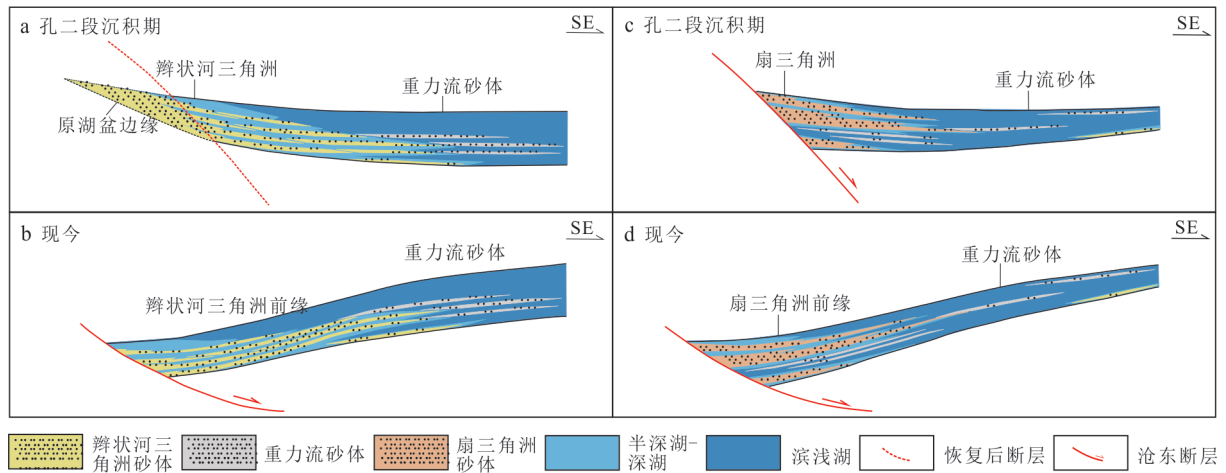 a 孔二段沉积期
SE
辫状河三角洲
重力流砂体
原湖盆边缘
c 孔二段沉积期
SE
扇三角洲
重力流砂体
b 现今
SE
重力流砂体
辫状河三角洲前缘
d 现今
SE
重力流砂体
扇三角洲前缘
辫状河三
角洲砂体
重力流砂体
扇三角洲
砂体
半深湖-
深湖
滨浅湖
恢复后断层
沧东断层